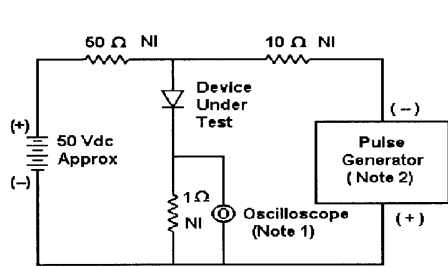 50 Ω NI
10 Ω NI
Device
Under
Test
(+)
50 Vdc
Approx
(–)
(–)
Pulse
Generator
(Note 2)
(+)
1Ω
NI
Oscilloscope
(Note 1)